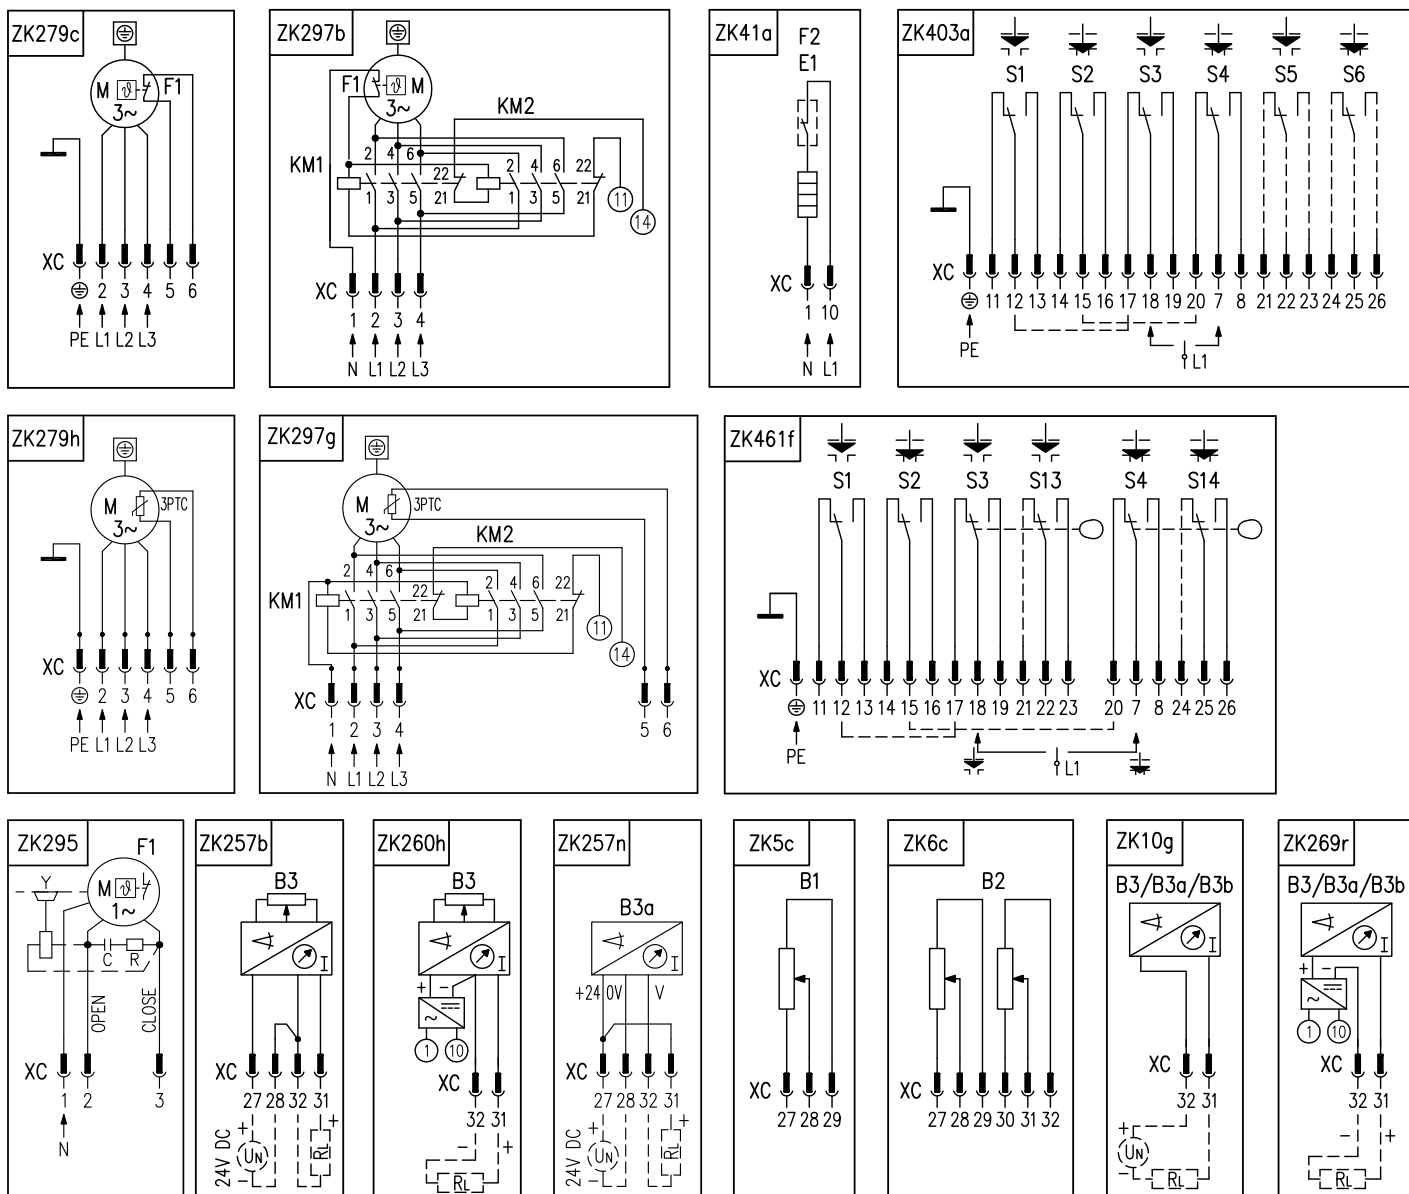 ZK279c
M ϑ F1
3~
XC
2 3 4 5 6
PE L1 L2 L3
ZK297b
F1 ϑ M
3~
KM2
2 4 6
KM1
22
2 4 6 22
1 3 5 21 1 3 5 21
11
14
XC
1 2 3 4
N L1 L2 L3
ZK41a
F2
E1
XC
1 10
N L1
ZK403a
S1 S2 S3 S4 S5 S6
XC
11 12 13 14 15 16 17 18 19 20 7 8 21 22 23 24 25 26
PE
L1
ZK279h
M 3PTC
3~
XC
2 3 4 5 6
PE L1 L2 L3
ZK297g
M 3PTC
3~
KM2
2 4 6
2 4 6 22
KM1
22
1 3 5 21 1 3 5 21
11
14
XC
1 2 3 4 5 6
N L1 L2 L3
ZK461f
S1 S2 S3 S13 S4 S14
XC
11 12 13 14 15 16 17 18 19 21 22 23 20 7 8 24 25 26
PE
L1
ZK295
F1
Y
M ϑ
1~
C R
OPEN
CLOSE
XC
1 2 3
N
ZK257b
B3
I
XC
27 28 32 31
24V DC
+ UN -
+ RL -
ZK260h
B3
I
+ -
~
1 10
XC
32 31
- +
RL
ZK257n
B3a
I
+24 0V V
XC
27 28 32 31
24V DC
+ UN -
+ RL -
ZK5c
B1
XC
27 28 29
ZK6c
B2
XC
27 28 29 30 31 32
ZK10g
B3/B3a/B3b
I
XC
32 31
+ UN -
RL
ZK269r
B3/B3a/B3b
I
+ -
~
1 10
XC
32 31
- +
RL